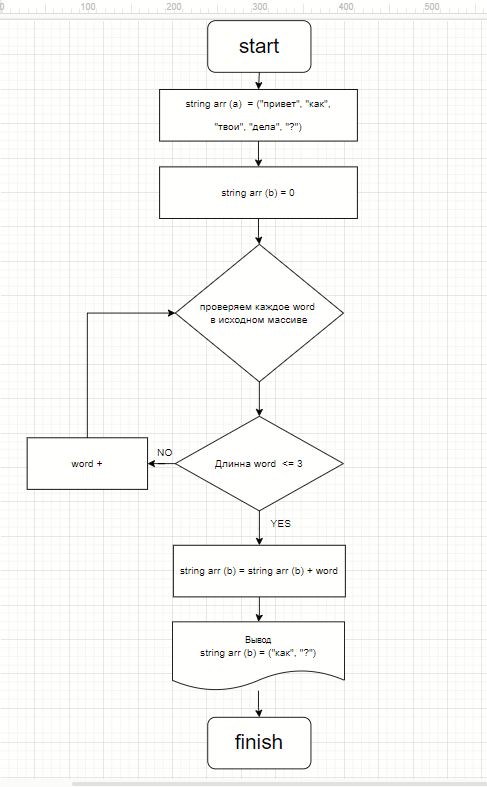 0 100 200 300 400 500
start
string arr (a) = ("привет", "как",
"твои", "дела", "?")
string arr (b) = 0
проверяем каждое word
в исходном массиве
NO
word +
Длинна word <= 3
YES
string arr (b) = string arr (b) + word
Вывод
string arr (b) = ("как", "?")
finish